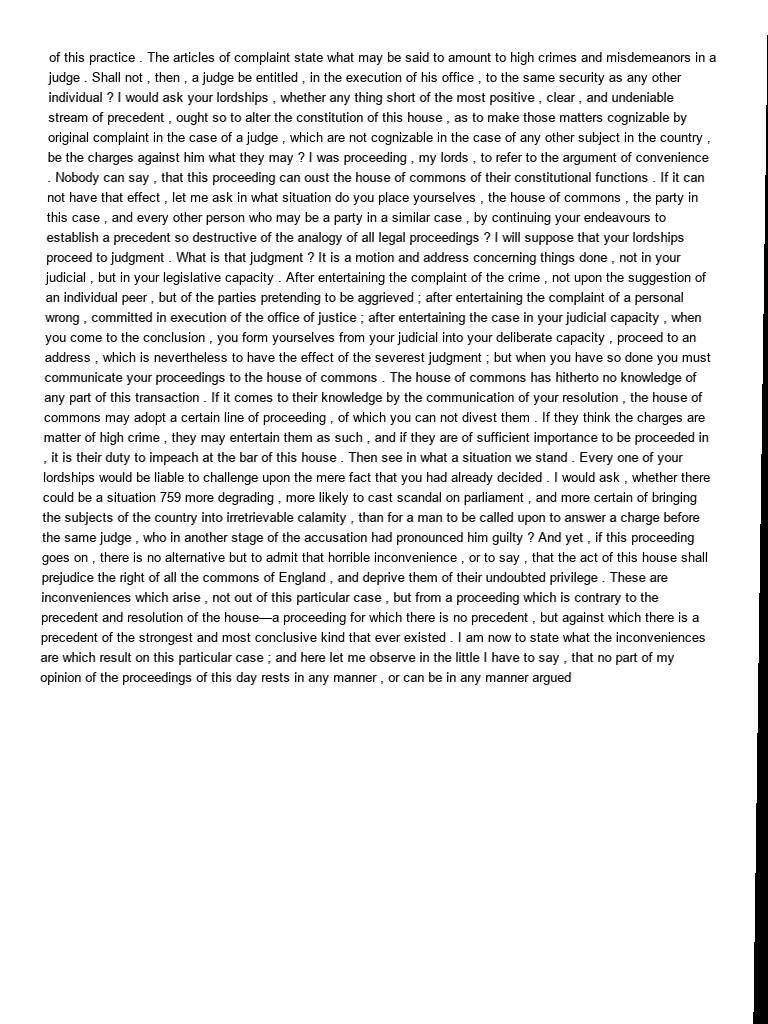 of this practice . The articles of complaint state what may be said to amount to high crimes and misdemeanors in a
judge . Shall not , then , a judge be entitled , in the execution of his office , to the same security as any other
individual ? I would ask your lordships , whether any thing short of the most positive , clear , and undeniable
stream of precedent , ought so to alter the constitution of this house , as to make those matters cognizable by
original complaint in the case of a judge , which are not cognizable in the case of any other subject in the country ,
be the charges against him what they may ? I was proceeding , my lords , to refer to the argument of convenience
. Nobody can say , that this proceeding can oust the house of commons of their constitutional functions . If it can
not have that effect , let me ask in what situation do you place yourselves , the house of commons , the party in
this case , and every other person who may be a party in a similar case , by continuing your endeavours to
establish a precedent so destructive of the analogy of all legal proceedings ? I will suppose that your lordships
proceed to judgment . What is that judgment ? It is a motion and address concerning things done , not in your
judicial , but in your legislative capacity . After entertaining the complaint of the crime , not upon the suggestion of
an individual peer , but of the parties pretending to be aggrieved ; after entertaining the complaint of a personal
wrong , committed in execution of the office of justice ; after entertaining the case in your judicial capacity , when
you come to the conclusion , you form yourselves from your judicial into your deliberate capacity , proceed to an
address , which is nevertheless to have the effect of the severest judgment ; but when you have so done you must
communicate your proceedings to the house of commons . The house of commons has hitherto no knowledge of
any part of this transaction . If it comes to their knowledge by the communication of your resolution , the house of
commons may adopt a certain line of proceeding , of which you can not divest them . If they think the charges are
matter of high crime , they may entertain them as such , and if they are of sufficient importance to be proceeded in
, it is their duty to impeach at the bar of this house . Then see in what a situation we stand . Every one of your
lordships would be liable to challenge upon the mere fact that you had already decided . I would ask , whether there
could be a situation 759 more degrading , more likely to cast scandal on parliament , and more certain of bringing
the subjects of the country into irretrievable calamity , than for a man to be called upon to answer a charge before
the same judge , who in another stage of the accusation had pronounced him guilty ? And yet , if this proceeding
goes on , there is no alternative but to admit that horrible inconvenience , or to say , that the act of this house shall
prejudice the right of all the commons of England , and deprive them of their undoubted privilege . These are
inconveniences which arise , not out of this particular case , but from a proceeding which is contrary to the
precedent and resolution of the house—a proceeding for which there is no precedent , but against which there is a
precedent of the strongest and most conclusive kind that ever existed . I am now to state what the inconveniences
are which result on this particular case ; and here let me observe in the little I have to say , that no part of my
opinion of the proceedings of this day rests in any manner , or can be in any manner argued